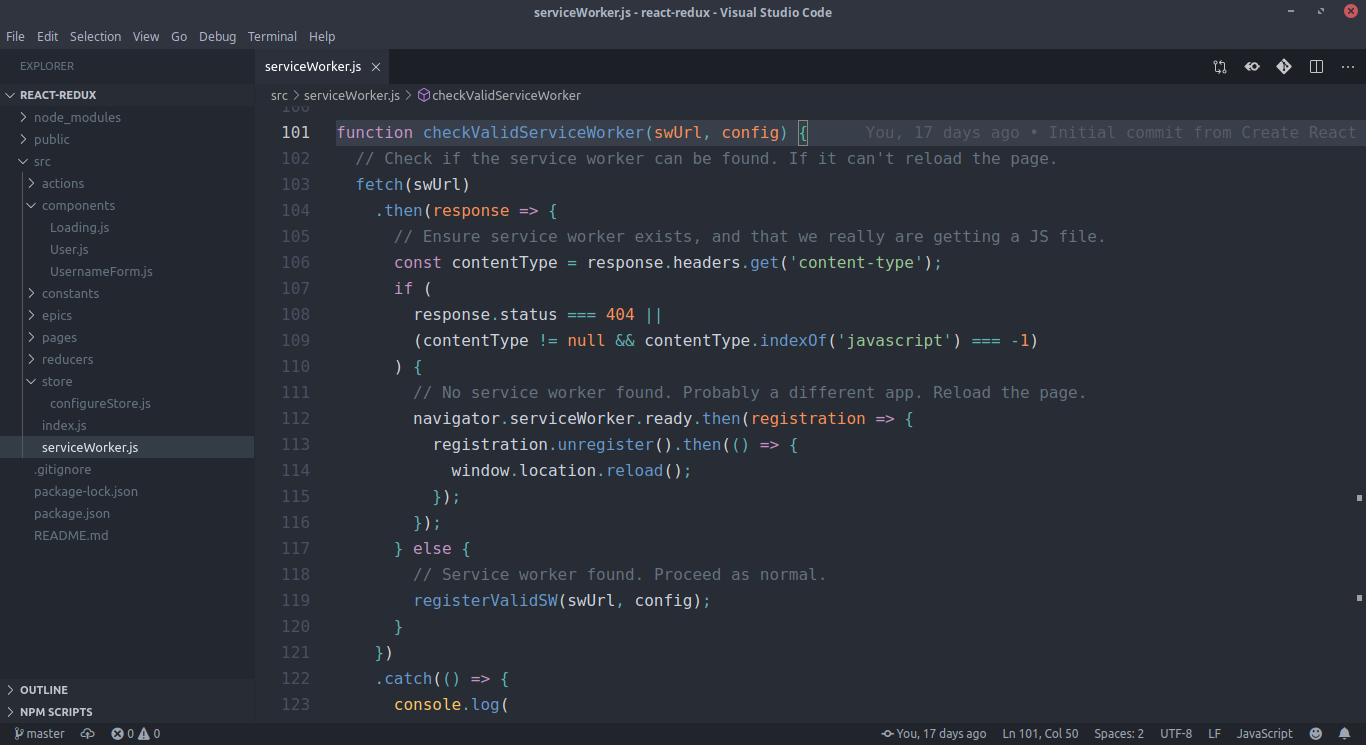 serviceWorker.js - react-redux - Visual Studio Code
File Edit Selection View Go Debug Terminal Help
EXPLORER
REACT-REDUX
node_modules
public
src
actions
components
Loading.js
User.js
UsernameForm.js
constants
epics
pages
reducers
store
configureStore.js
index.js
serviceWorker.js
.gitignore
package-lock.json
package.json
README.md
OUTLINE
NPM SCRIPTS
serviceWorker.js
src > serviceWorker.js > checkValidServiceWorker
100
101 function checkValidServiceWorker(swUrl, config) { You, 17 days ago • Initial commit from Create React
102 // Check if the service worker can be found. If it can't reload the page.
103 fetch(swUrl)
104 .then(response => {
105 // Ensure service worker exists, and that we really are getting a JS file.
106 const contentType = response.headers.get('content-type');
107 if (
108 response.status === 404 ||
109 (contentType != null && contentType.indexOf('javascript') === -1)
110 ) {
111 // No service worker found. Probably a different app. Reload the page.
112 navigator.serviceWorker.ready.then(registration => {
113 registration.unregister().then(() => {
114 window.location.reload();
115 });
116 });
117 } else {
118 // Service worker found. Proceed as normal.
119 registerValidSW(swUrl, config);
120 }
121 })
122 .catch(() => {
123 console.log(
master 0 0 You, 17 days ago Ln 101, Col 50 Spaces: 2 UTF-8 LF JavaScript